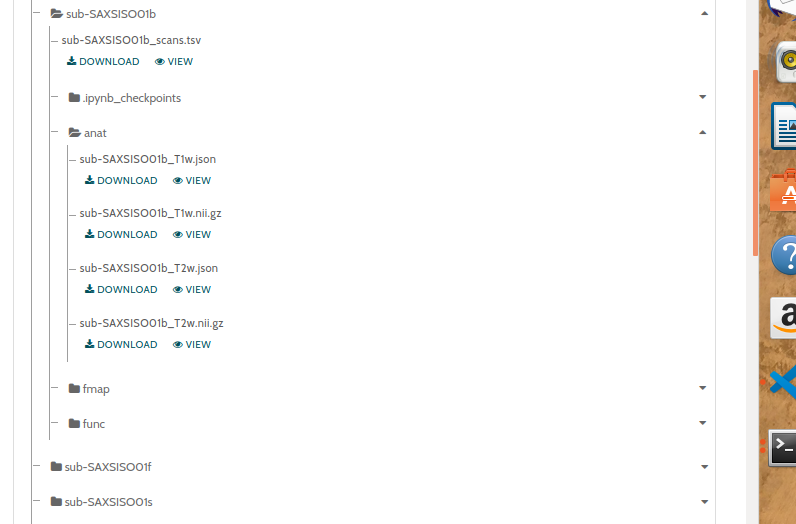 sub-SAXSISO01b
sub-SAXSISO01b_scans.tsv
DOWNLOAD VIEW
.ipynb_checkpoints
anat
sub-SAXSISO01b_T1w.json
DOWNLOAD VIEW
sub-SAXSISO01b_T1w.nii.gz
DOWNLOAD VIEW
sub-SAXSISO01b_T2w.json
DOWNLOAD VIEW
sub-SAXSISO01b_T2w.nii.gz
DOWNLOAD VIEW
fmap
func
sub-SAXSISO01f
sub-SAXSISO01s